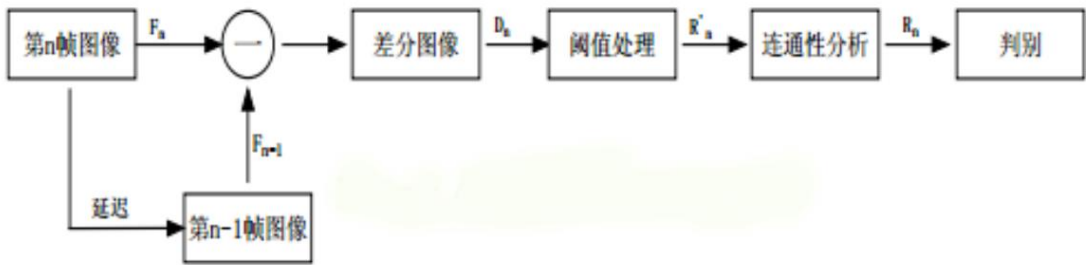 第n帧图像
Fn
一
差分图像
Dn
阈值处理
R'n
连通性分析
Rn
判别
Fn-1
延迟
第n-1帧图像